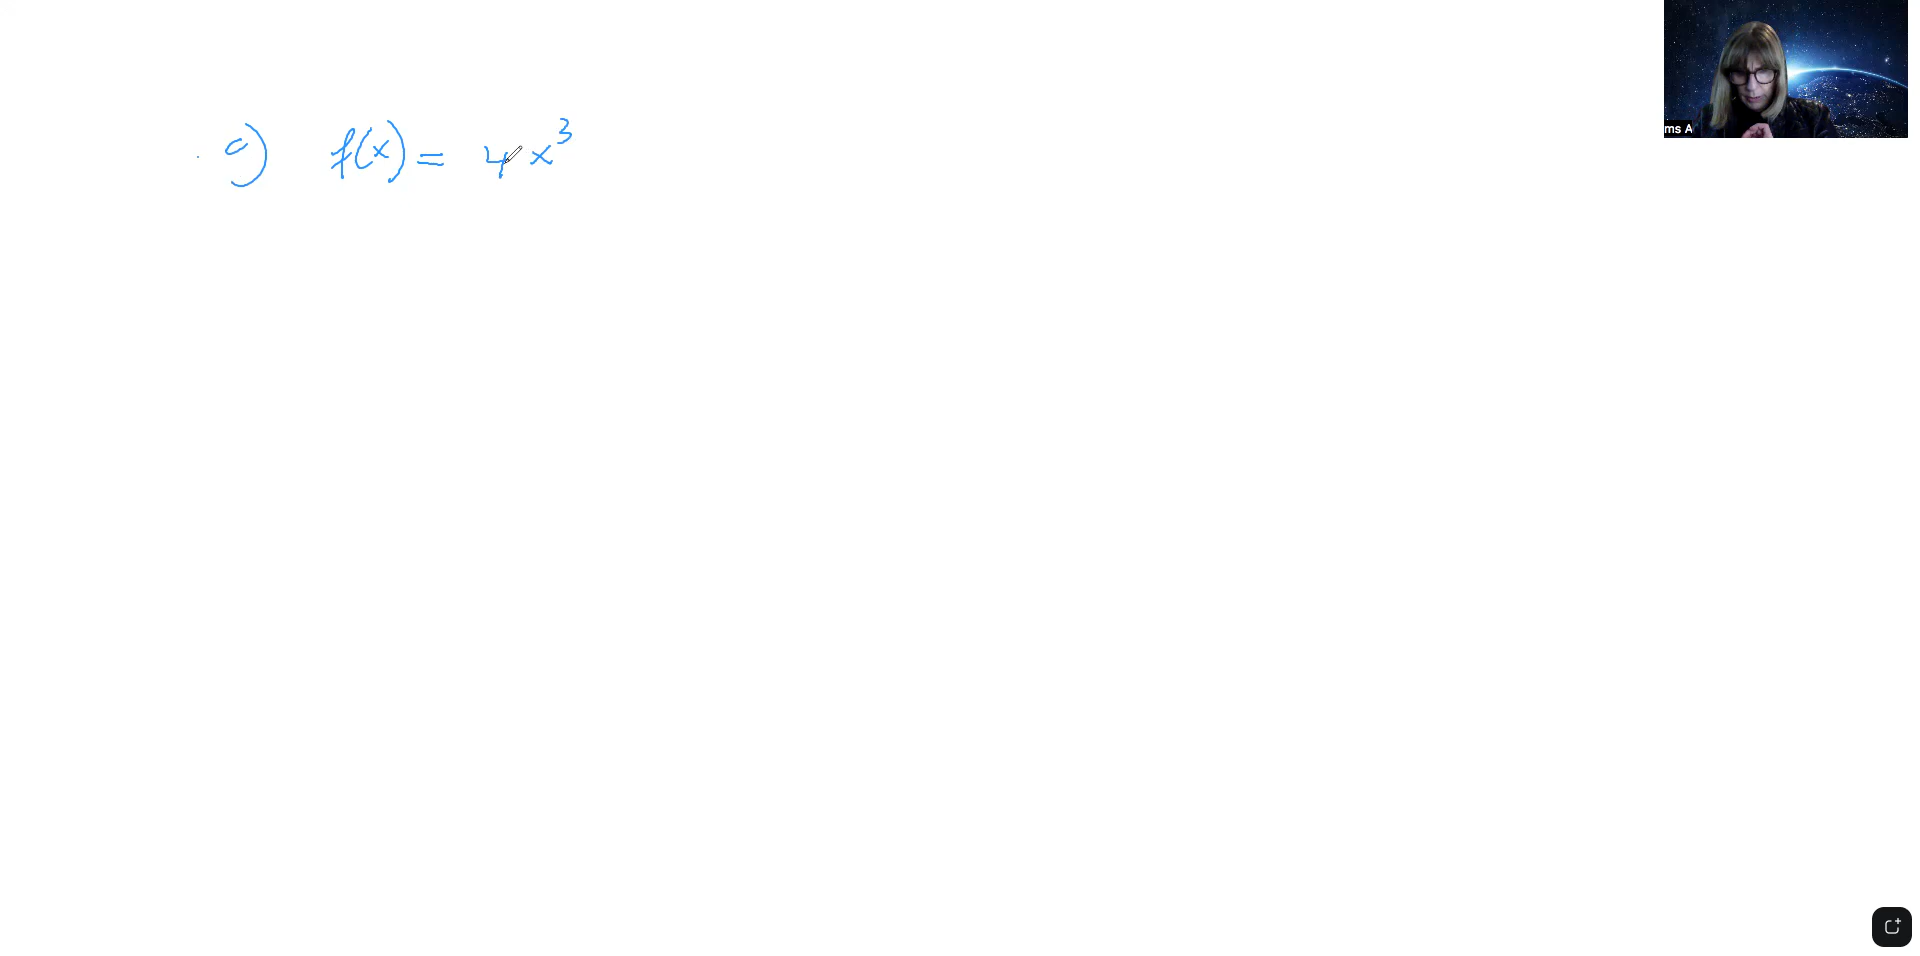 c) f(x) = 4x³
ms A